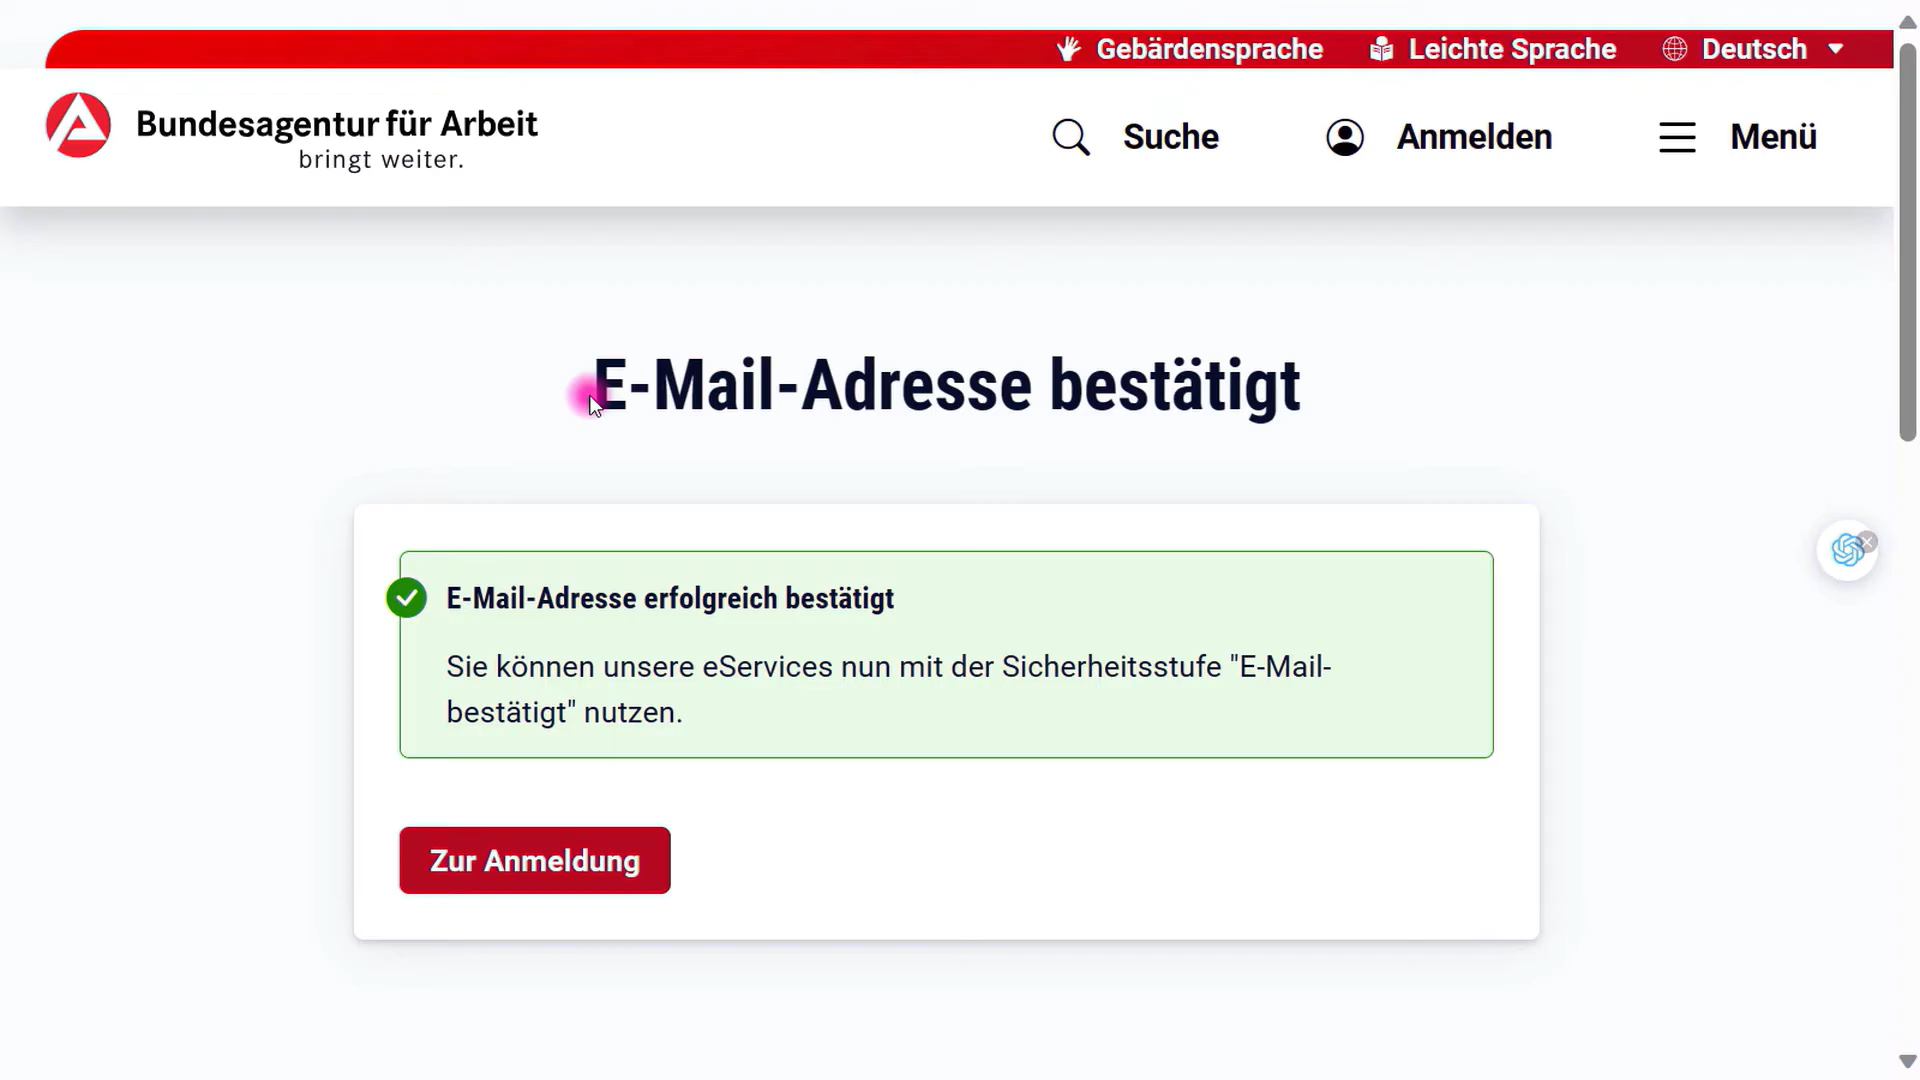 Gebärdensprache Leichte Sprache Deutsch
Bundesagentur für Arbeit
bringt weiter.
Suche Anmelden Menü
E-Mail-Adresse bestätigt
E-Mail-Adresse erfolgreich bestätigt
Sie können unsere eServices nun mit der Sicherheitsstufe "E-Mail-
bestätigt" nutzen.
Zur Anmeldung